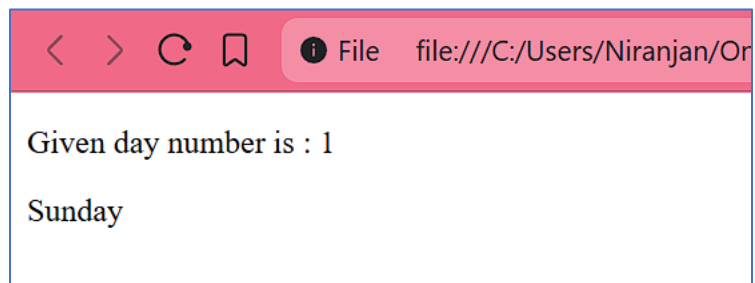 File file:///C:/Users/Niranjan/Or
Given day number is : 1
Sunday